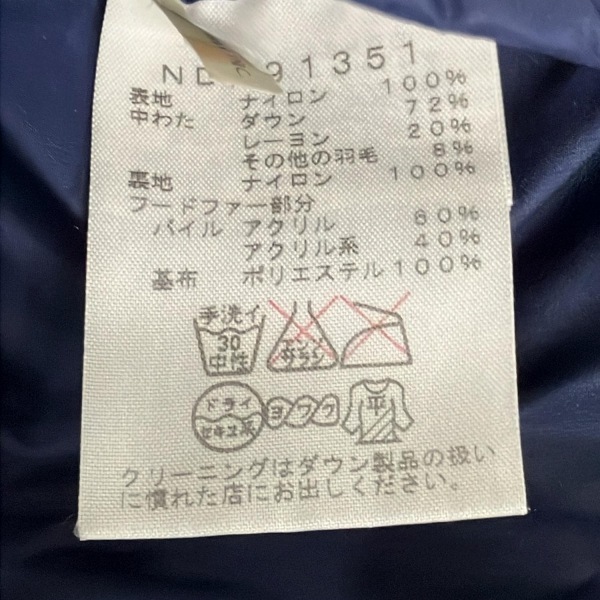 91351
表地 ナイロン 100%
中わた ダウン 72%
レーヨン 20%
その他の羽毛 8%
裏地 ナイロン 100%
フードファー部分
パイル アクリル 60%
アクリル系 40%
基布 ポリエステル 100%
手洗イ 30 中性
エンソ サラシ
ドライ セキユ系
ヨワク
平
クリーニングはダウン製品の扱い
に慣れた店にお出しください。